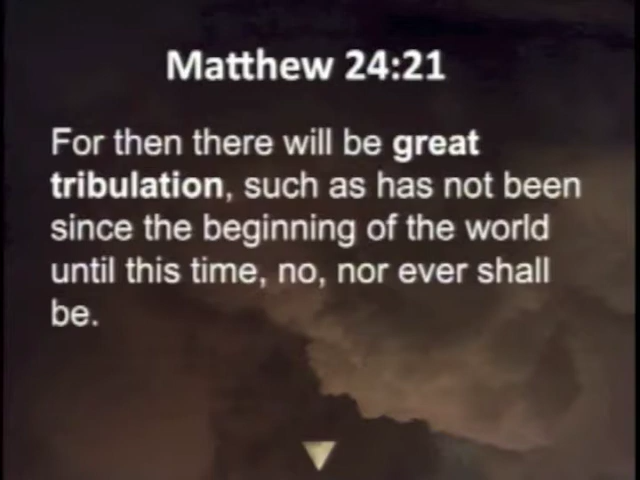 Matthew 24:21
For then there will be great
tribulation, such as has not been
since the beginning of the world
until this time, no, nor ever shall
be.